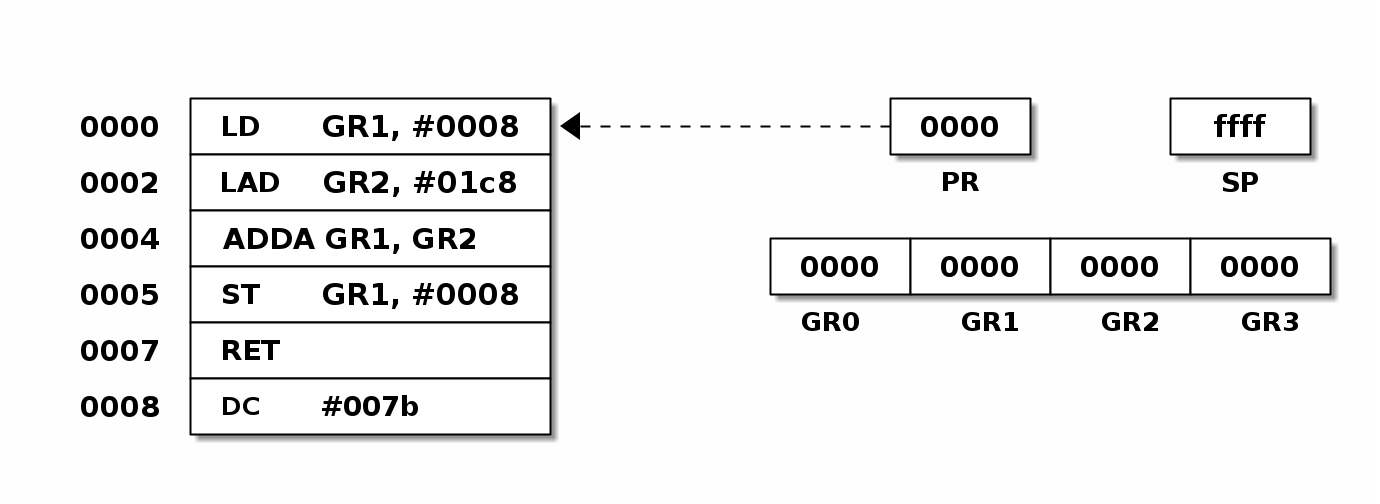 0000 LD GR1, #0008
0002 LAD GR2, #01c8
0004 ADDA GR1, GR2
0005 ST GR1, #0008
0007 RET
0008 DC #007b
0000 ffff
PR SP
0000 0000 0000 0000
GR0 GR1 GR2 GR3